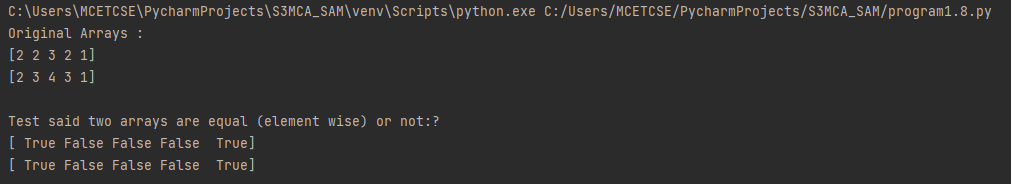 C:\Users\MCETCSE\PycharmProjects\S3MCA_SAM\venv\Scripts\python.exe C:/Users/MCETCSE/PycharmProjects/S3MCA_SAM/program1.8.py
Original Arrays :
[2 2 3 2 1]
[2 3 4 3 1]

Test said two arrays are equal (element wise) or not:?
[ True False False False  True]
[ True False False False  True]